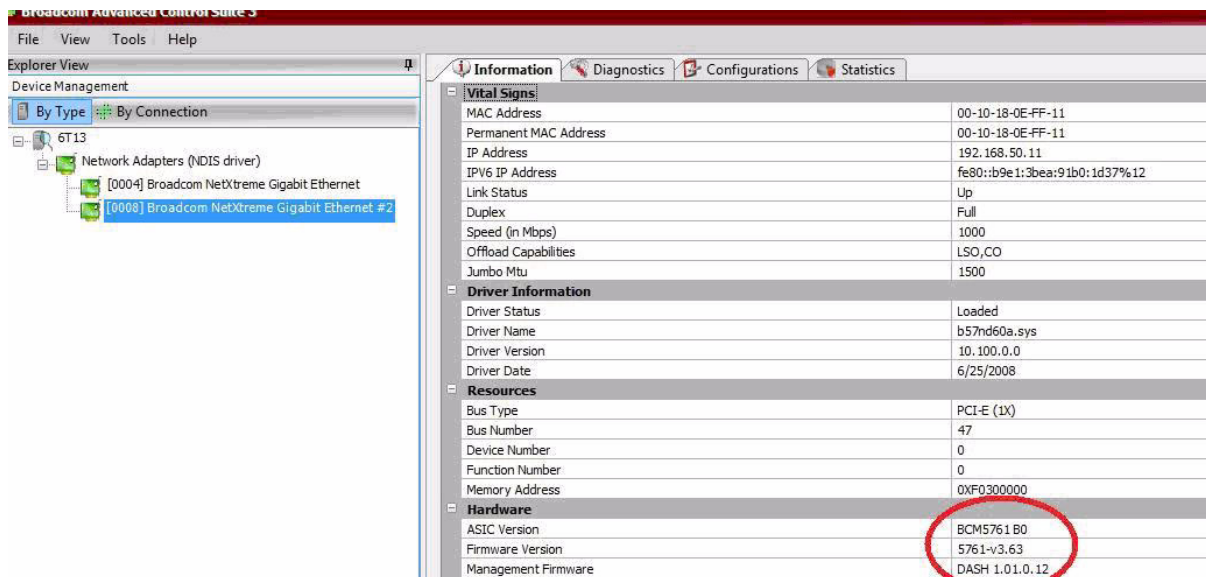 Broadcom Advanced Control Suite 3
File View Tools Help
Explorer View
Device Management
By Type By Connection
6T13
Network Adapters (NDIS driver)
[0004] Broadcom NetXtreme Gigabit Ethernet
[0008] Broadcom NetXtreme Gigabit Ethernet #2
Information Diagnostics Configurations Statistics
Vital Signs
MAC Address 00-10-18-0E-FF-11
Permanent MAC Address 00-10-18-0E-FF-11
IP Address 192.168.50.11
IPV6 IP Address fe80::b9e1:3bea:91b0:1d37%12
Link Status Up
Duplex Full
Speed (in Mbps) 1000
Offload Capabilities LSO,CO
Jumbo Mtu 1500
Driver Information
Driver Status Loaded
Driver Name b57nd60a.sys
Driver Version 10.100.0.0
Driver Date 6/25/2008
Resources
Bus Type PCI-E (1X)
Bus Number 47
Device Number 0
Function Number 0
Memory Address 0XF0300000
Hardware
ASIC Version BCM5761 B0
Firmware Version 5761-v3.63
Management Firmware DASH 1.01.0.12